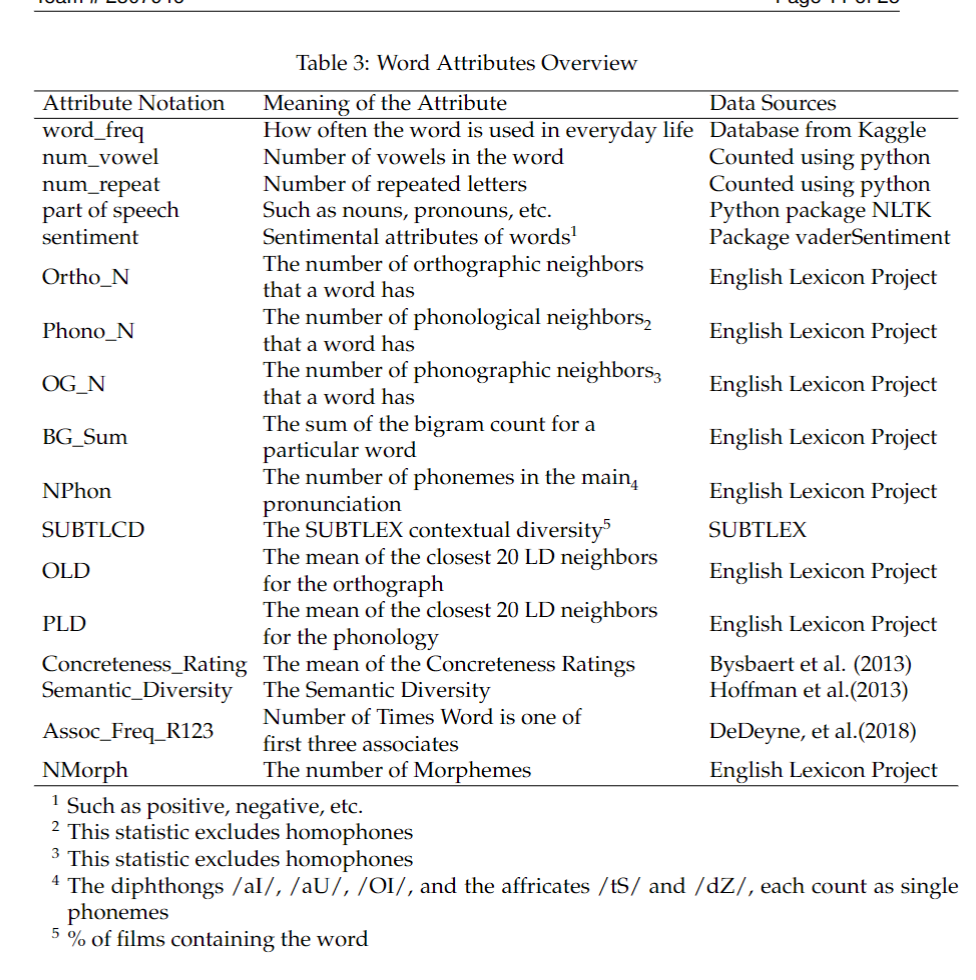 Table 3: Word Attributes Overview
Attribute Notation Meaning of the Attribute Data Sources
word_freq How often the word is used in everyday life Database from Kaggle
num_vowel Number of vowels in the word Counted using python
num_repeat Number of repeated letters Counted using python
part of speech Such as nouns, pronouns, etc. Python package NLTK
sentiment Sentimental attributes of words¹ Package vaderSentiment
Ortho_N The number of orthographic neighbors
that a word has English Lexicon Project
Phono_N The number of phonological neighbors₂
that a word has English Lexicon Project
OG_N The number of phonographic neighbors₃
that a word has English Lexicon Project
BG_Sum The sum of the bigram count for a
particular word English Lexicon Project
NPhon The number of phonemes in the main₄
pronunciation English Lexicon Project
SUBTLCD The SUBTLEX contextual diversity⁵ SUBTLEX
OLD The mean of the closest 20 LD neighbors
for the orthograph English Lexicon Project
PLD The mean of the closest 20 LD neighbors
for the phonology English Lexicon Project
Concreteness_Rating The mean of the Concreteness Ratings Bysbaert et al. (2013)
Semantic_Diversity The Semantic Diversity Hoffman et al.(2013)
Assoc_Freq_R123 Number of Times Word is one of
first three associates DeDeyne, et al.(2018)
NMorph The number of Morphemes English Lexicon Project
¹ Such as positive, negative, etc.
² This statistic excludes homophones
³ This statistic excludes homophones
⁴ The diphthongs /aI/, /aU/, /OI/, and the affricates /tS/ and /dZ/, each count as single
phonemes
⁵ % of films containing the word